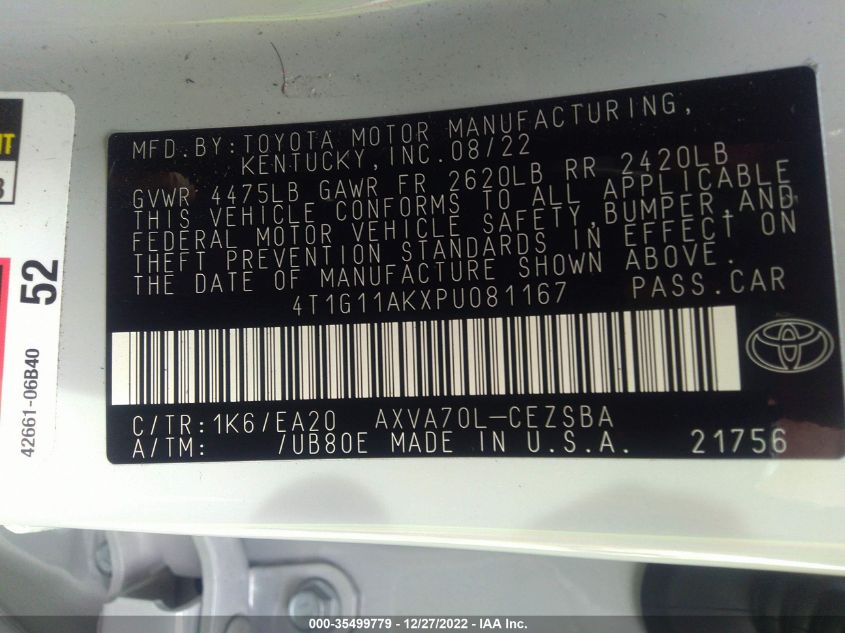 MFD.BY:TOYOTA MOTOR MANUFACTURING,
KENTUCKY,INC.08/22
GVWR 4475LB GAWR FR 2620LB RR 2420LB
THIS VEHICLE CONFORMS TO ALL APPLICABLE
FEDERAL MOTOR VEHICLE SAFETY,BUMPER,AND
THEFT PREVENTION STANDARDS IN EFFECT ON
THE DATE OF MANUFACTURE SHOWN ABOVE.
4T1G11AKXPU081167 PASS.CAR
C/TR:1K6/EA20 AXVA70L-CEZSBA
A/TM: /UB80E MADE IN U.S.A. 21756
52
42661-06B40
000-35499779 - 12/27/2022 - IAA Inc.